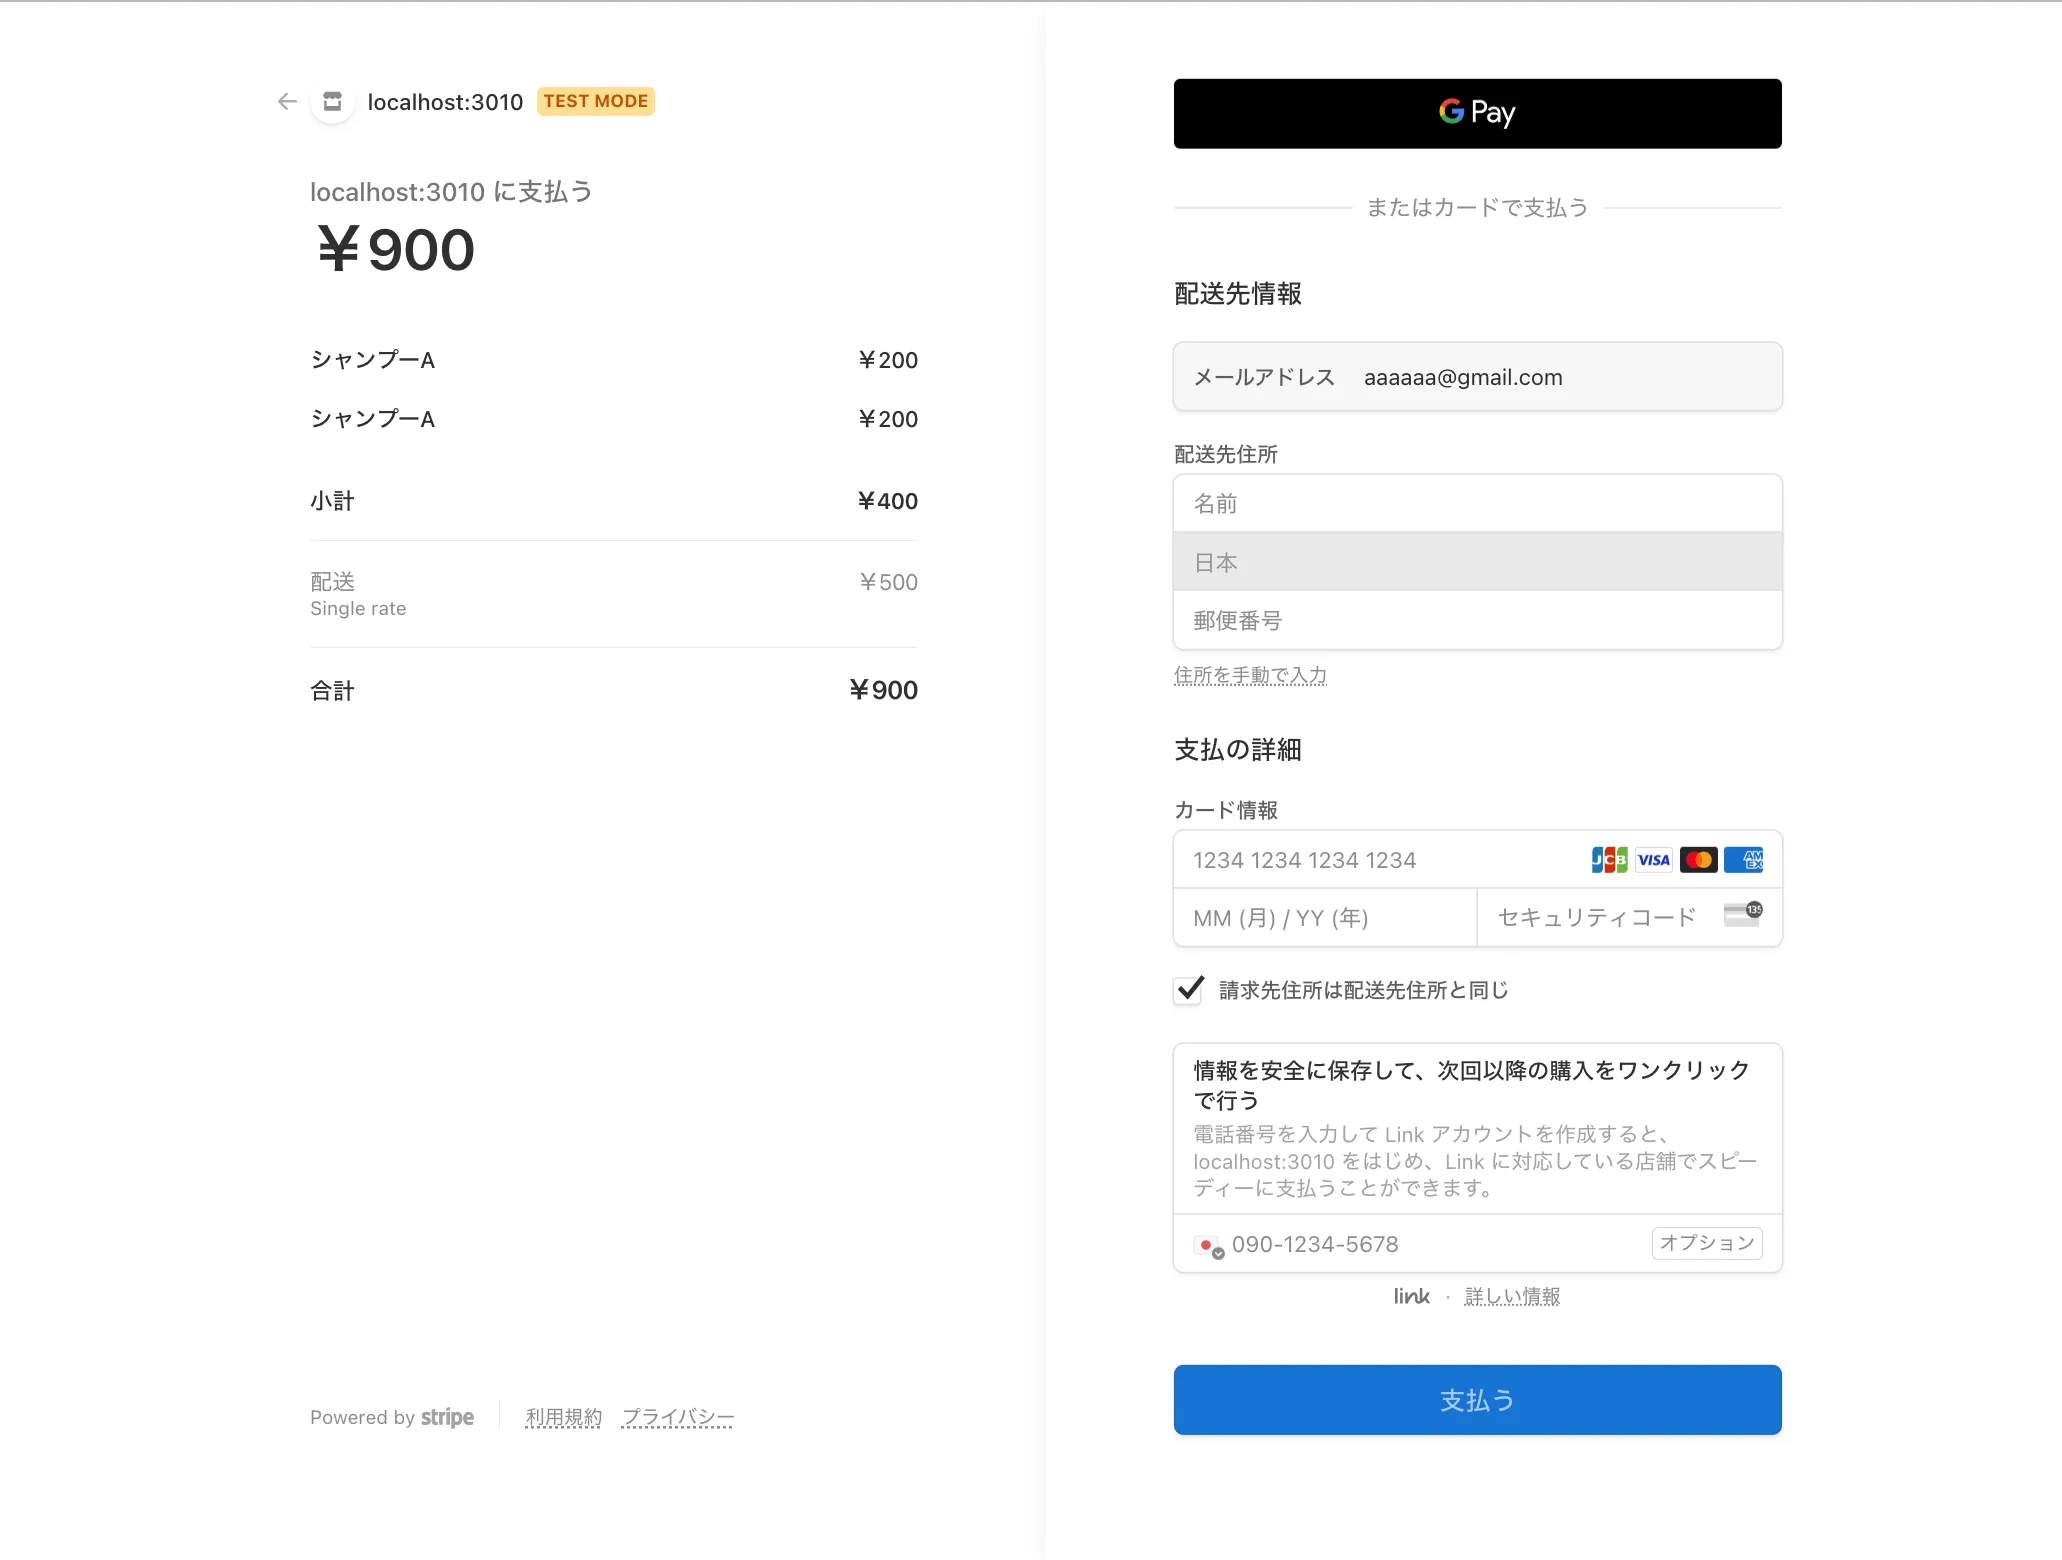 localhost:3010 TEST MODE
localhost:3010 に支払う
￥900
シャンプーA ￥200
シャンプーA ￥200
小計 ￥400
配送 ￥500
Single rate
合計 ￥900
Powered by stripe 利用規約 プライバシー
G Pay
またはカードで支払う
配送先情報
メールアドレス aaaaaa@gmail.com
配送先住所
名前
日本
郵便番号
住所を手動で入力
支払の詳細
カード情報
1234 1234 1234 1234 JCB VISA AM EX
MM (月) / YY (年) セキュリティコード 135
請求先住所は配送先住所と同じ
情報を安全に保存して、次回以降の購入をワンクリック
で行う
電話番号を入力して Link アカウントを作成すると、
localhost:3010 をはじめ、Link に対応している店舗でスピー
ディーに支払うことができます。
090-1234-5678 オプション
link · 詳しい情報
支払う